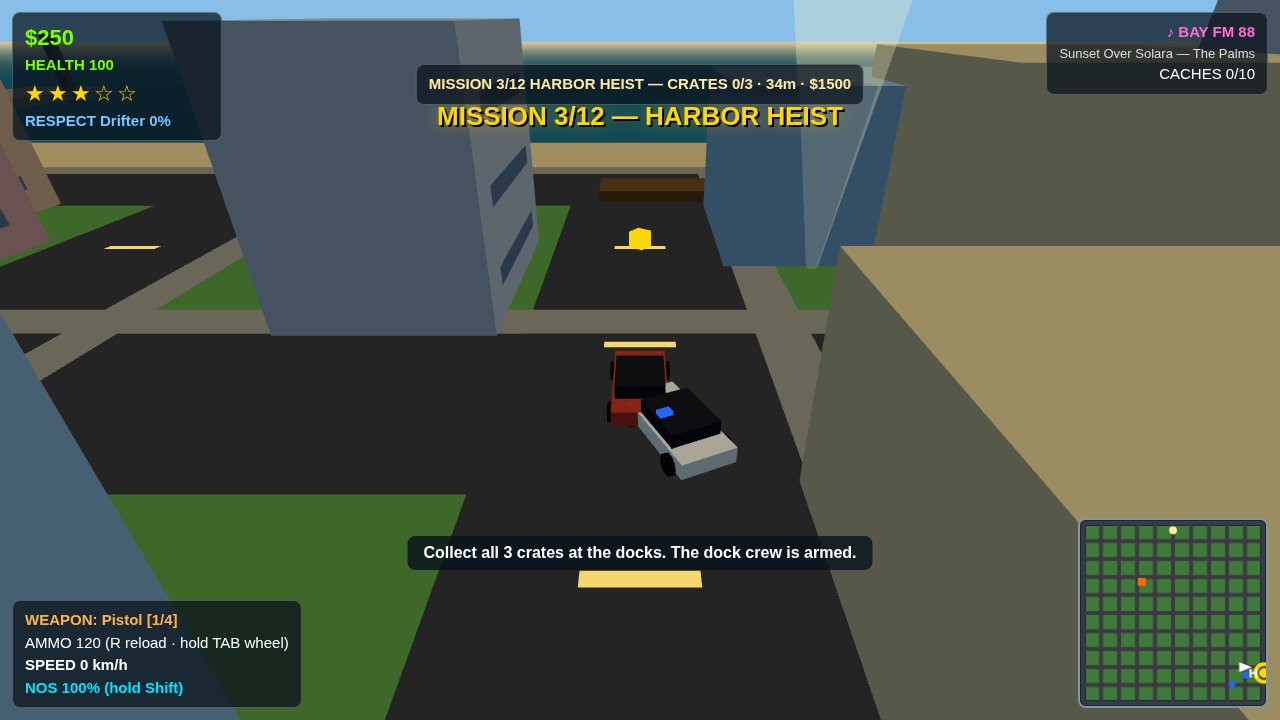 $250
HEALTH 100
★★★☆☆
RESPECT Drifter 0%
MISSION 3/12 HARBOR HEIST — CRATES 0/3 · 34m · $1500
MISSION 3/12 — HARBOR HEIST
♪ BAY FM 88
Sunset Over Solara — The Palms
CACHES 0/10
Collect all 3 crates at the docks. The dock crew is armed.
WEAPON: Pistol [1/4]
AMMO 120 (R reload · hold TAB wheel)
SPEED 0 km/h
NOS 100% (hold Shift)
H